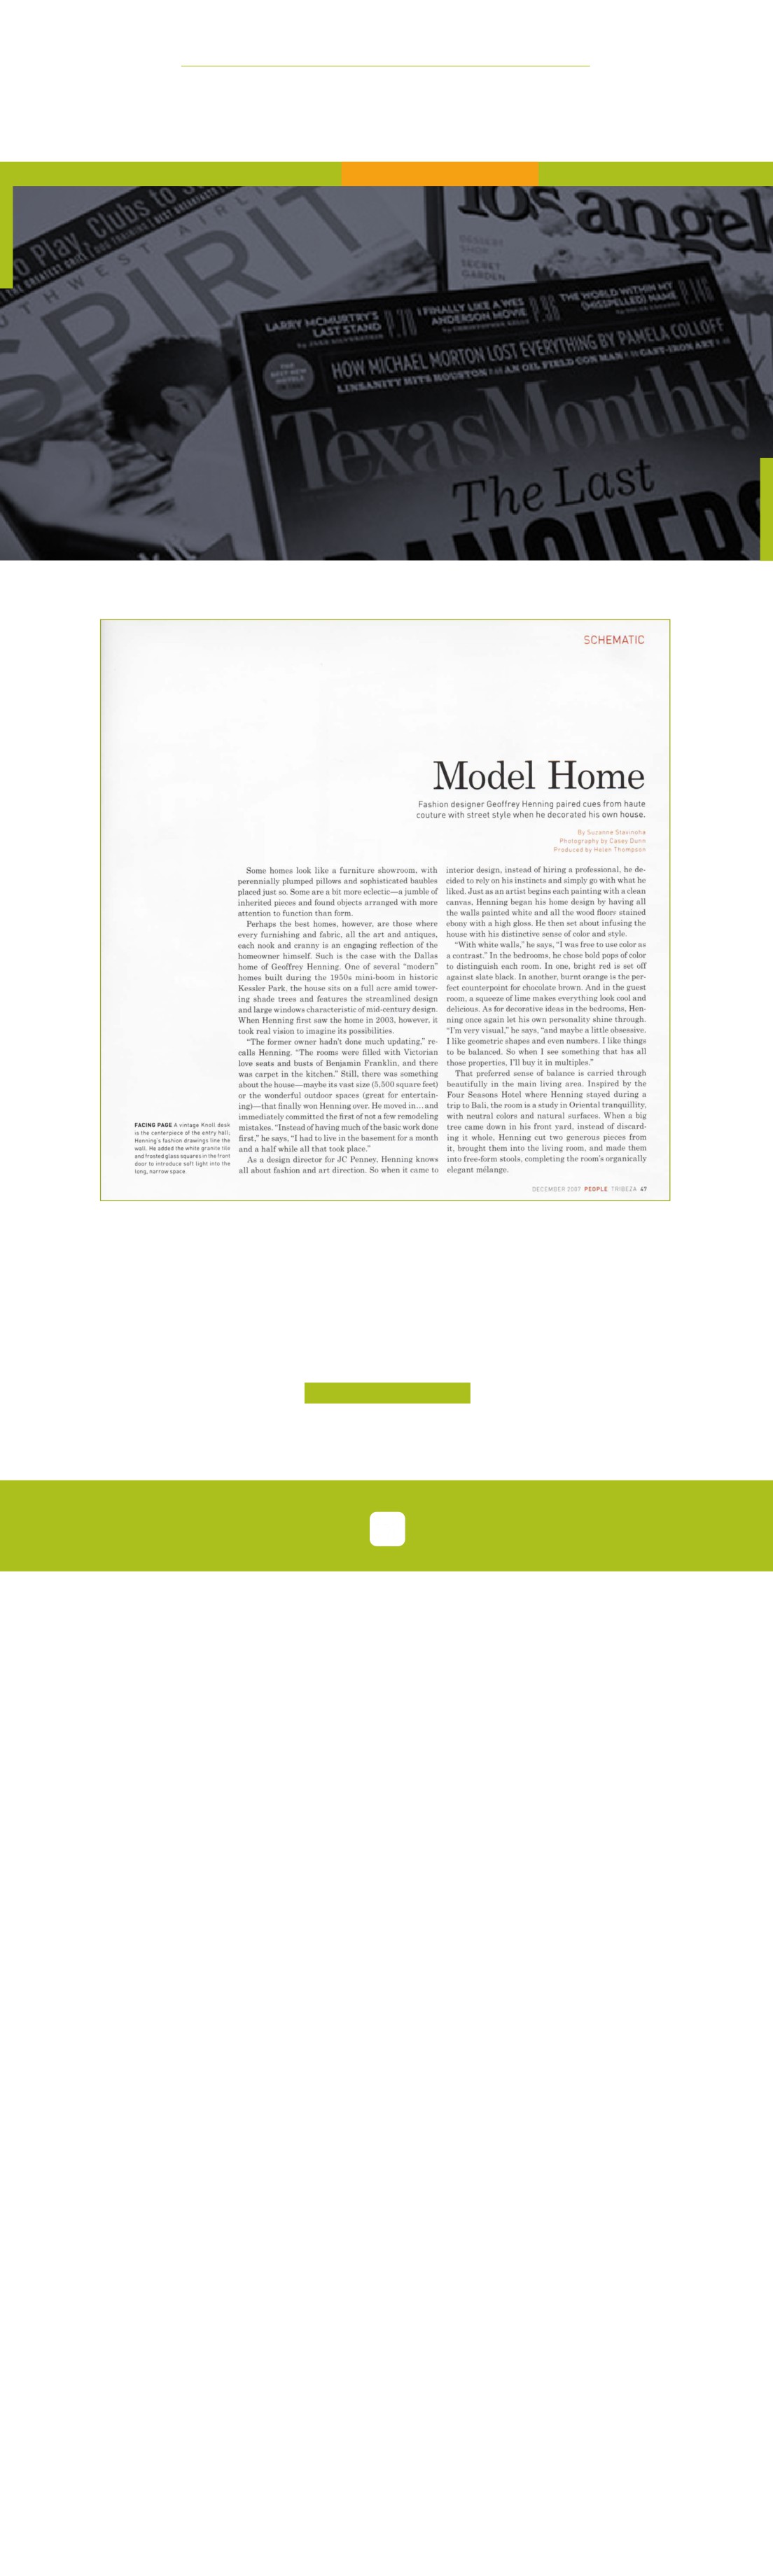 to Play, Clubs to
SPIRIT
los angel
DESSERT
SHOP
SECRET
GARDEN
LARRY MCMURTRY'S
LAST STAND
I FINALLY LIKE A WES
ANDERSON MOVIE
THE WORLD WITHIN MY
(MISSPELLED) NAME
HOW MICHAEL MORTON LOST EVERYTHING BY PAMELA COLLOFF
LINSANITY HITS HOUSTON AN OIL FIELD CON MAN CAST-IRON ART
TexasMonthly
The Last
SCHEMATIC
Model Home
Fashion designer Geoffrey Henning paired cues from haute
couture with street style when he decorated his own house.
By Suzanne Stavinoha
Photography by Casey Dunn
Produced by Helen Thompson
Some homes look like a furniture showroom, with
perennially plumped pillows and sophisticated baubles
placed just so. Some are a bit more eclectic—a jumble of
inherited pieces and found objects arranged with more
attention to function than form.
Perhaps the best homes, however, are those where
every furnishing and fabric, all the art and antiques,
each nook and cranny is an engaging reflection of the
homeowner himself. Such is the case with the Dallas
home of Geoffrey Henning. One of several "modern"
homes built during the 1950s mini-boom in historic
Kessler Park, the house sits on a full acre amid tower-
ing shade trees and features the streamlined design
and large windows characteristic of mid-century design.
When Henning first saw the home in 2003, however, it
took real vision to imagine its possibilities.
"The former owner hadn't done much updating," re-
calls Henning. "The rooms were filled with Victorian
love seats and busts of Benjamin Franklin, and there
was carpet in the kitchen." Still, there was something
about the house—maybe its vast size (5,500 square feet)
or the wonderful outdoor spaces (great for entertain-
ing)—that finally won Henning over. He moved in...and
immediately committed the first of not a few remodeling
mistakes. "Instead of having much of the basic work done
first," he says, "I had to live in the basement for a month
and a half while all that took place."
As a design director for JC Penney, Henning knows
all about fashion and art direction. So when it came to
interior design, instead of hiring a professional, he de-
cided to rely on his instincts and simply go with what he
liked. Just as an artist begins each painting with a clean
canvas, Henning began his home design by having all
the walls painted white and all the wood floors stained
ebony with a high gloss. He then set about infusing the
house with his distinctive sense of color and style.
"With white walls," he says, "I was free to use color as
a contrast." In the bedrooms, he chose bold pops of color
to distinguish each room. In one, bright red is set off
against slate black. In another, burnt orange is the per-
fect counterpoint for chocolate brown. And in the guest
room, a squeeze of lime makes everything look cool and
delicious. As for decorative ideas in the bedrooms, Hen-
ning once again let his own personality shine through.
"I'm very visual," he says, "and maybe a little obsessive.
I like geometric shapes and even numbers. I like things
to be balanced. So when I see something that has all
those properties, I'll buy it in multiples."
That preferred sense of balance is carried through
beautifully in the main living area. Inspired by the
Four Seasons Hotel where Henning stayed during a
trip to Bali, the room is a study in Oriental tranquillity,
with neutral colors and natural surfaces. When a big
tree came down in his front yard, instead of discard-
ing it whole, Henning cut two generous pieces from
it, brought them into the living room, and made them
into free-form stools, completing the room's organically
elegant mélange.
FACING PAGE A vintage Knoll desk
is the centerpiece of the entry hall;
Henning's fashion drawings line the
wall. He added the white granite tile
and frosted glass squares in the front
door to introduce soft light into the
long, narrow space.
DECEMBER 2007 PEOPLE TRIBEZA 47